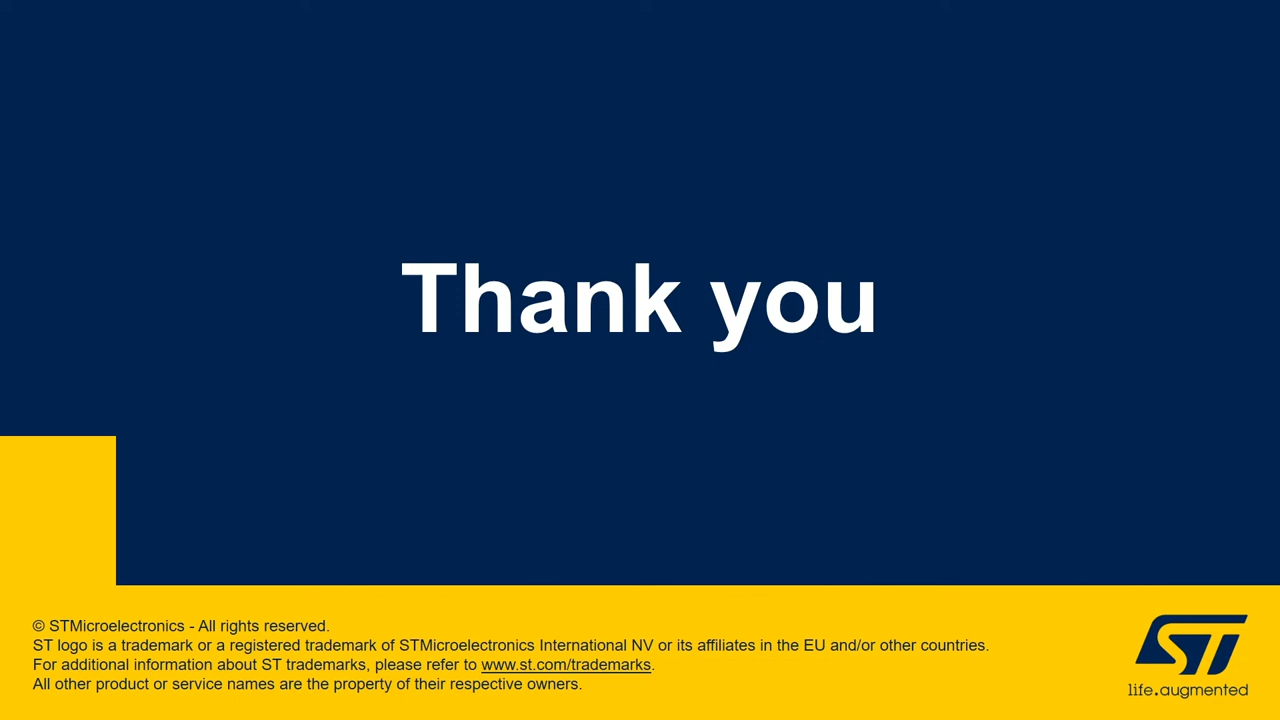 Thank you
© STMicroelectronics - All rights reserved.
ST logo is a trademark or a registered trademark of STMicroelectronics International NV or its affiliates in the EU and/or other countries.
For additional information about ST trademarks, please refer to www.st.com/trademarks.
All other product or service names are the property of their respective owners.
ST
life.augmented